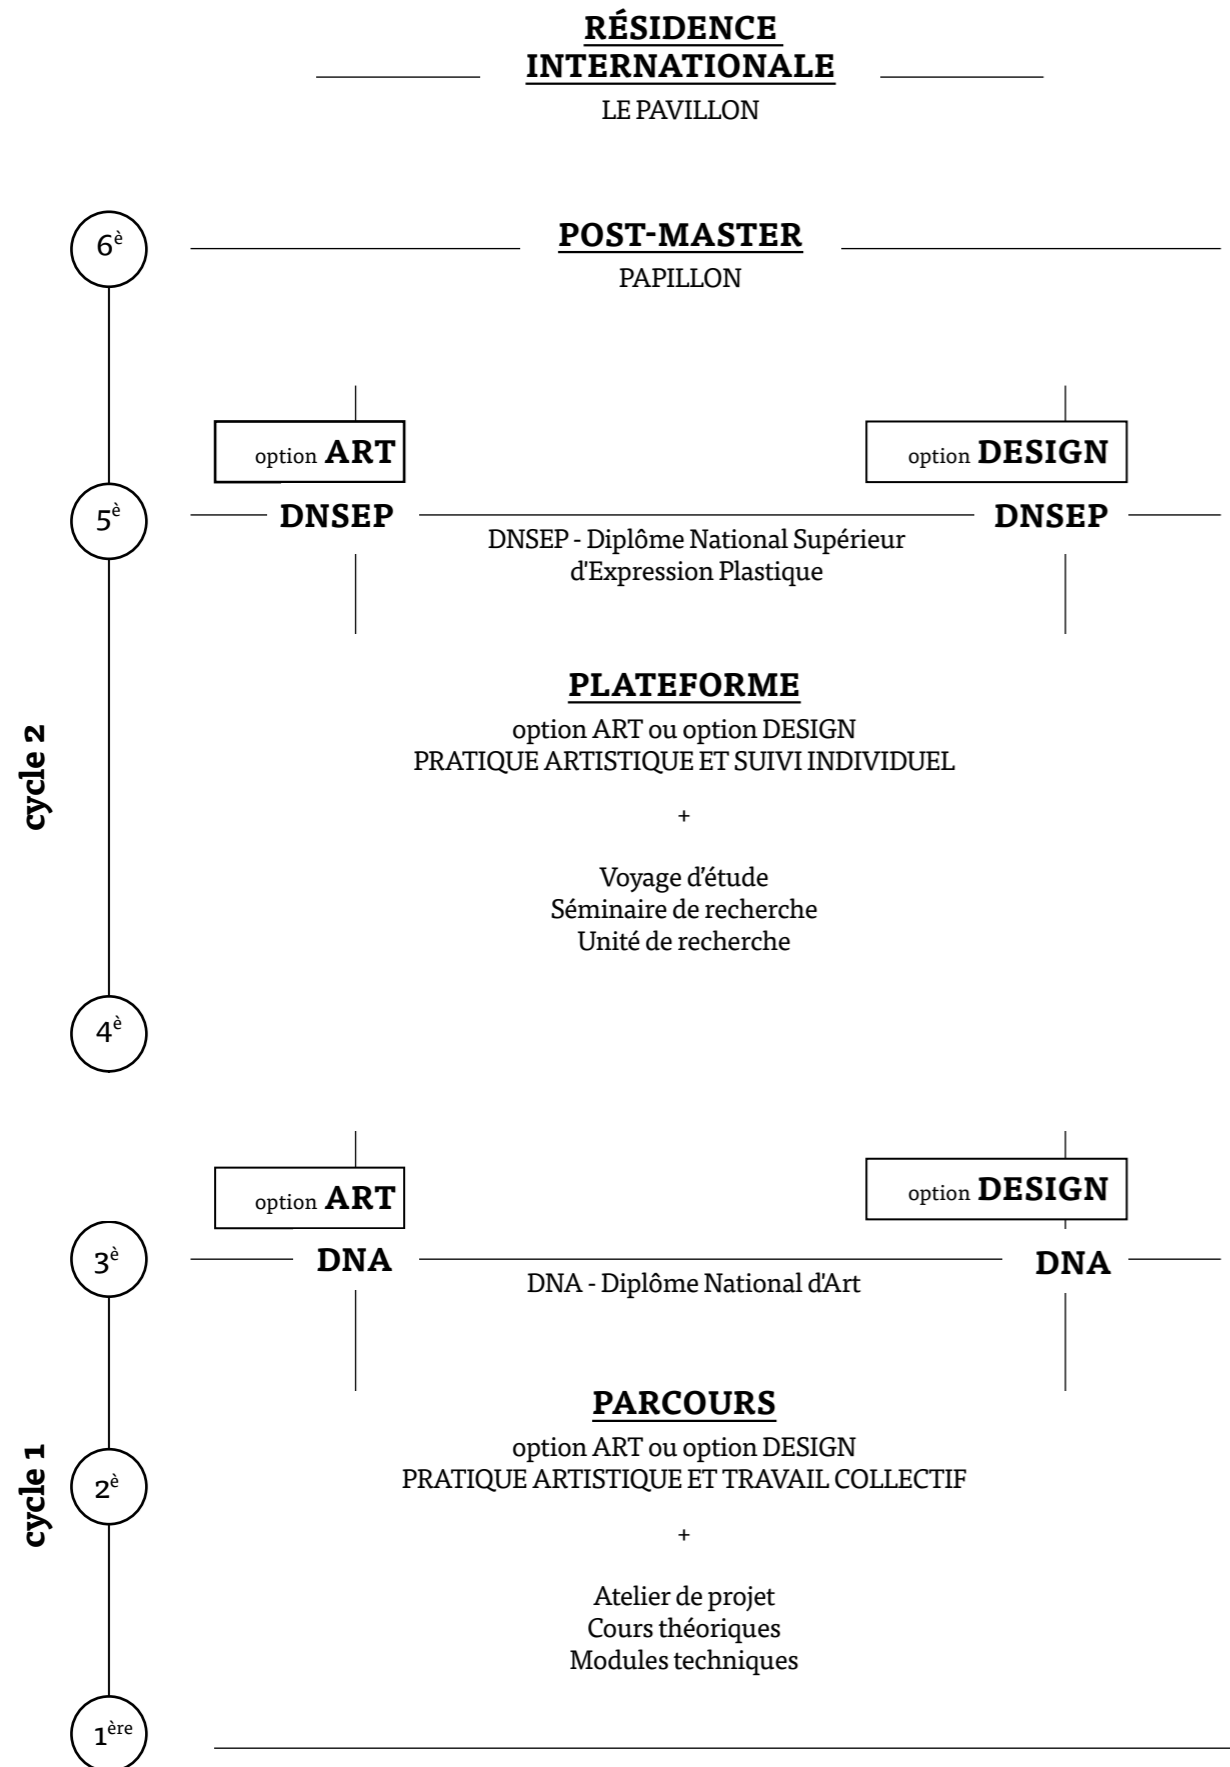 RÉSIDENCE
INTERNATIONALE
LE PAVILLON
6è
POST-MASTER
PAPILLON
option ART
option DESIGN
5è
DNSEP
DNSEP
DNSEP - Diplôme National Supérieur
d'Expression Plastique
PLATEFORME
option ART ou option DESIGN
PRATIQUE ARTISTIQUE ET SUIVI INDIVIDUEL
+
Voyage d'étude
Séminaire de recherche
Unité de recherche
cycle 2
4è
option ART
option DESIGN
3è
DNA
DNA
DNA - Diplôme National d'Art
PARCOURS
option ART ou option DESIGN
PRATIQUE ARTISTIQUE ET TRAVAIL COLLECTIF
+
Atelier de projet
Cours théoriques
Modules techniques
cycle 1
2è
1ère